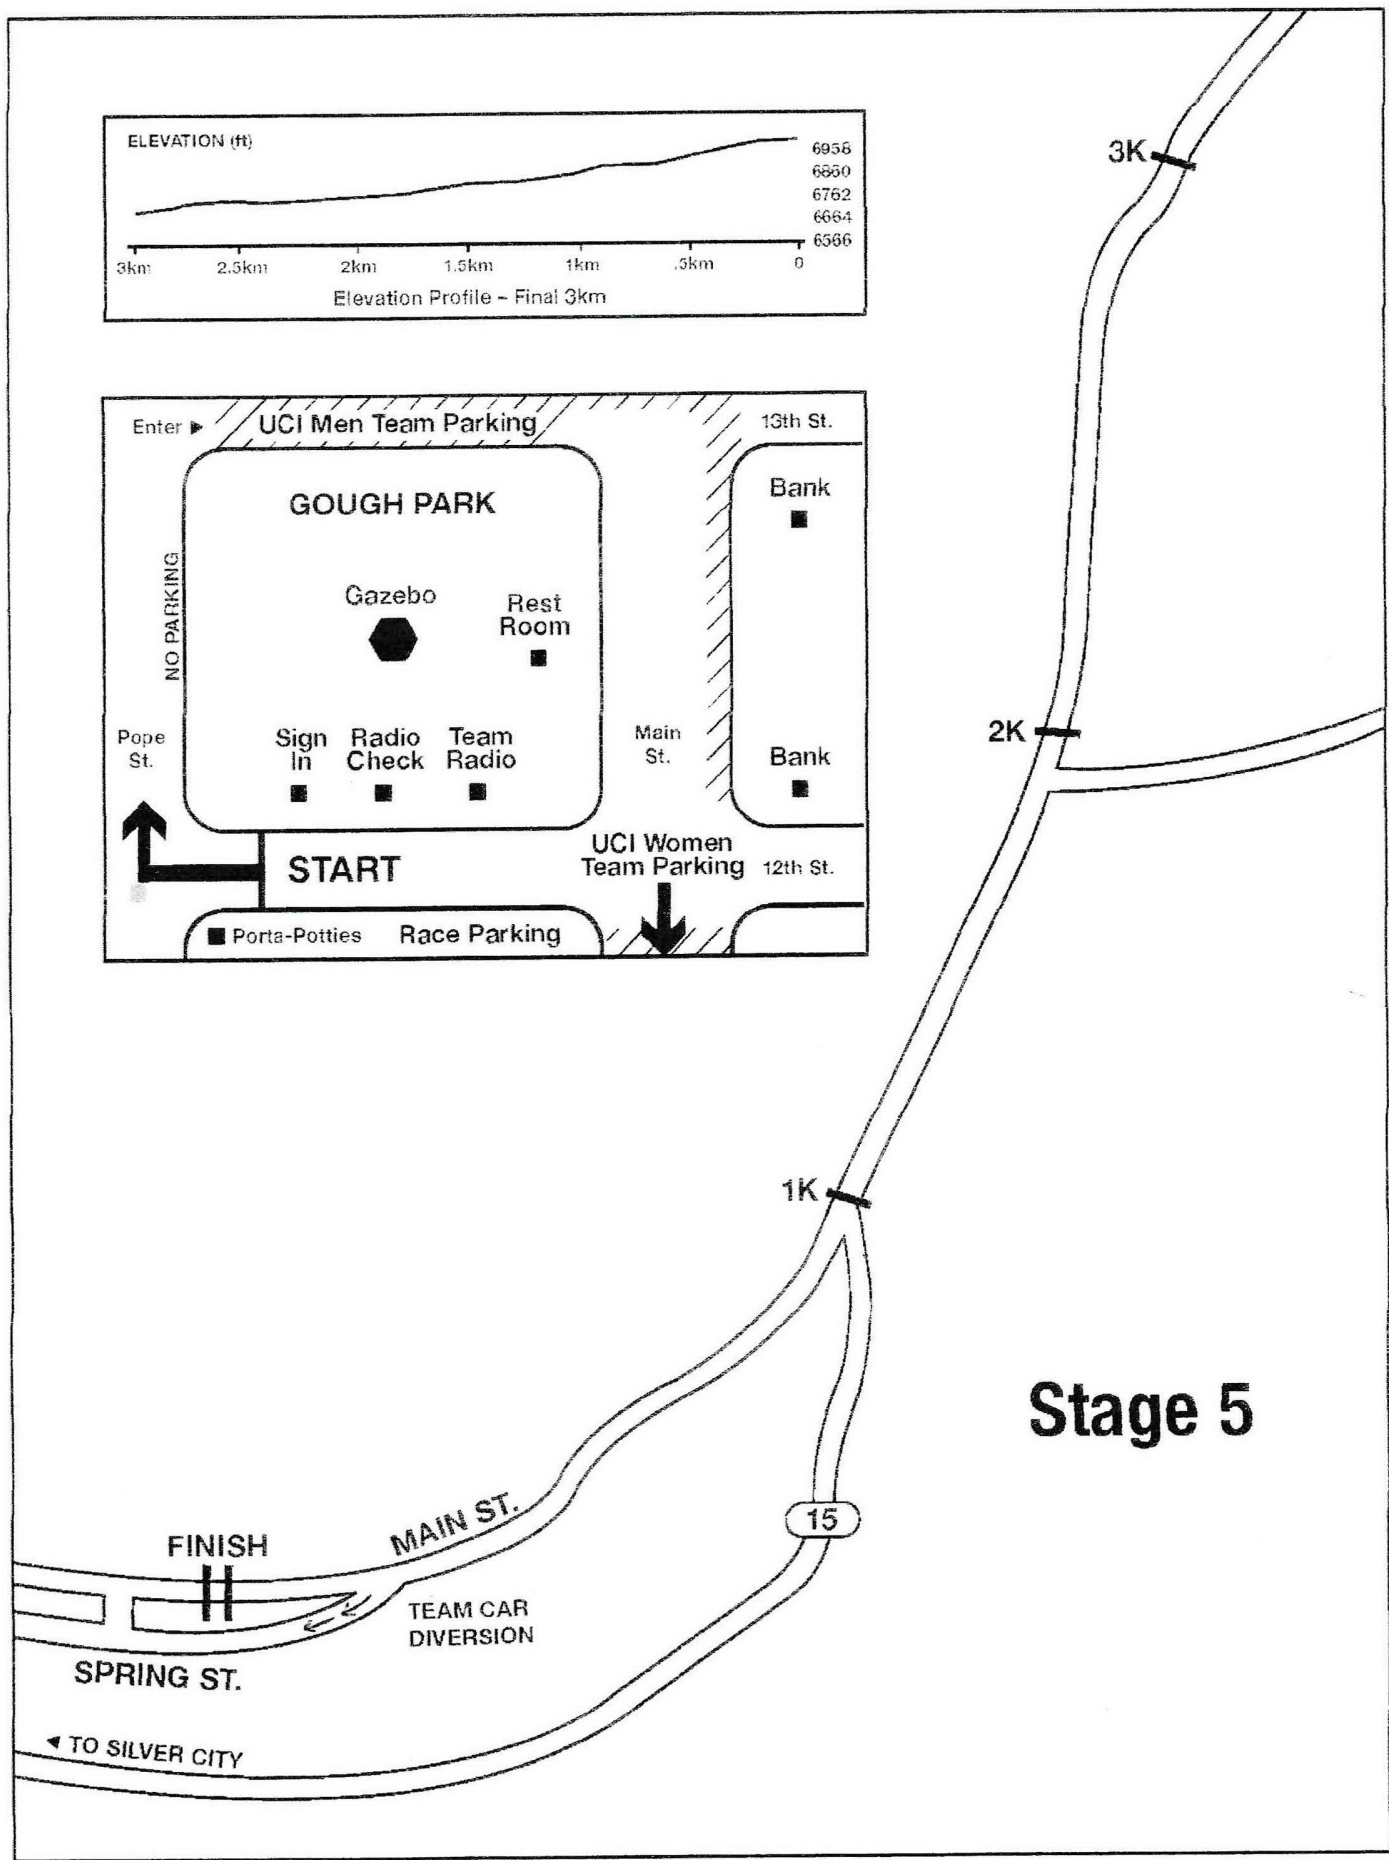 ELEVATION (ft)
6958
6860
6762
6664
6566
3km 2.5km 2km 1.5km 1km .5km 0
Elevation Profile – Final 3km
3K
Enter ►
UCI Men Team Parking
13th St.
GOUGH PARK
Bank
NO PARKING
Gazebo
Rest
Room
Pope
St.
Sign
In
Radio
Check
Team
Radio
Main
St.
Bank
2K
START
UCI Women
Team Parking
12th St.
Porta-Potties
Race Parking
1K
Stage 5
15
MAIN ST.
FINISH
TEAM CAR
DIVERSION
SPRING ST.
◄ TO SILVER CITY